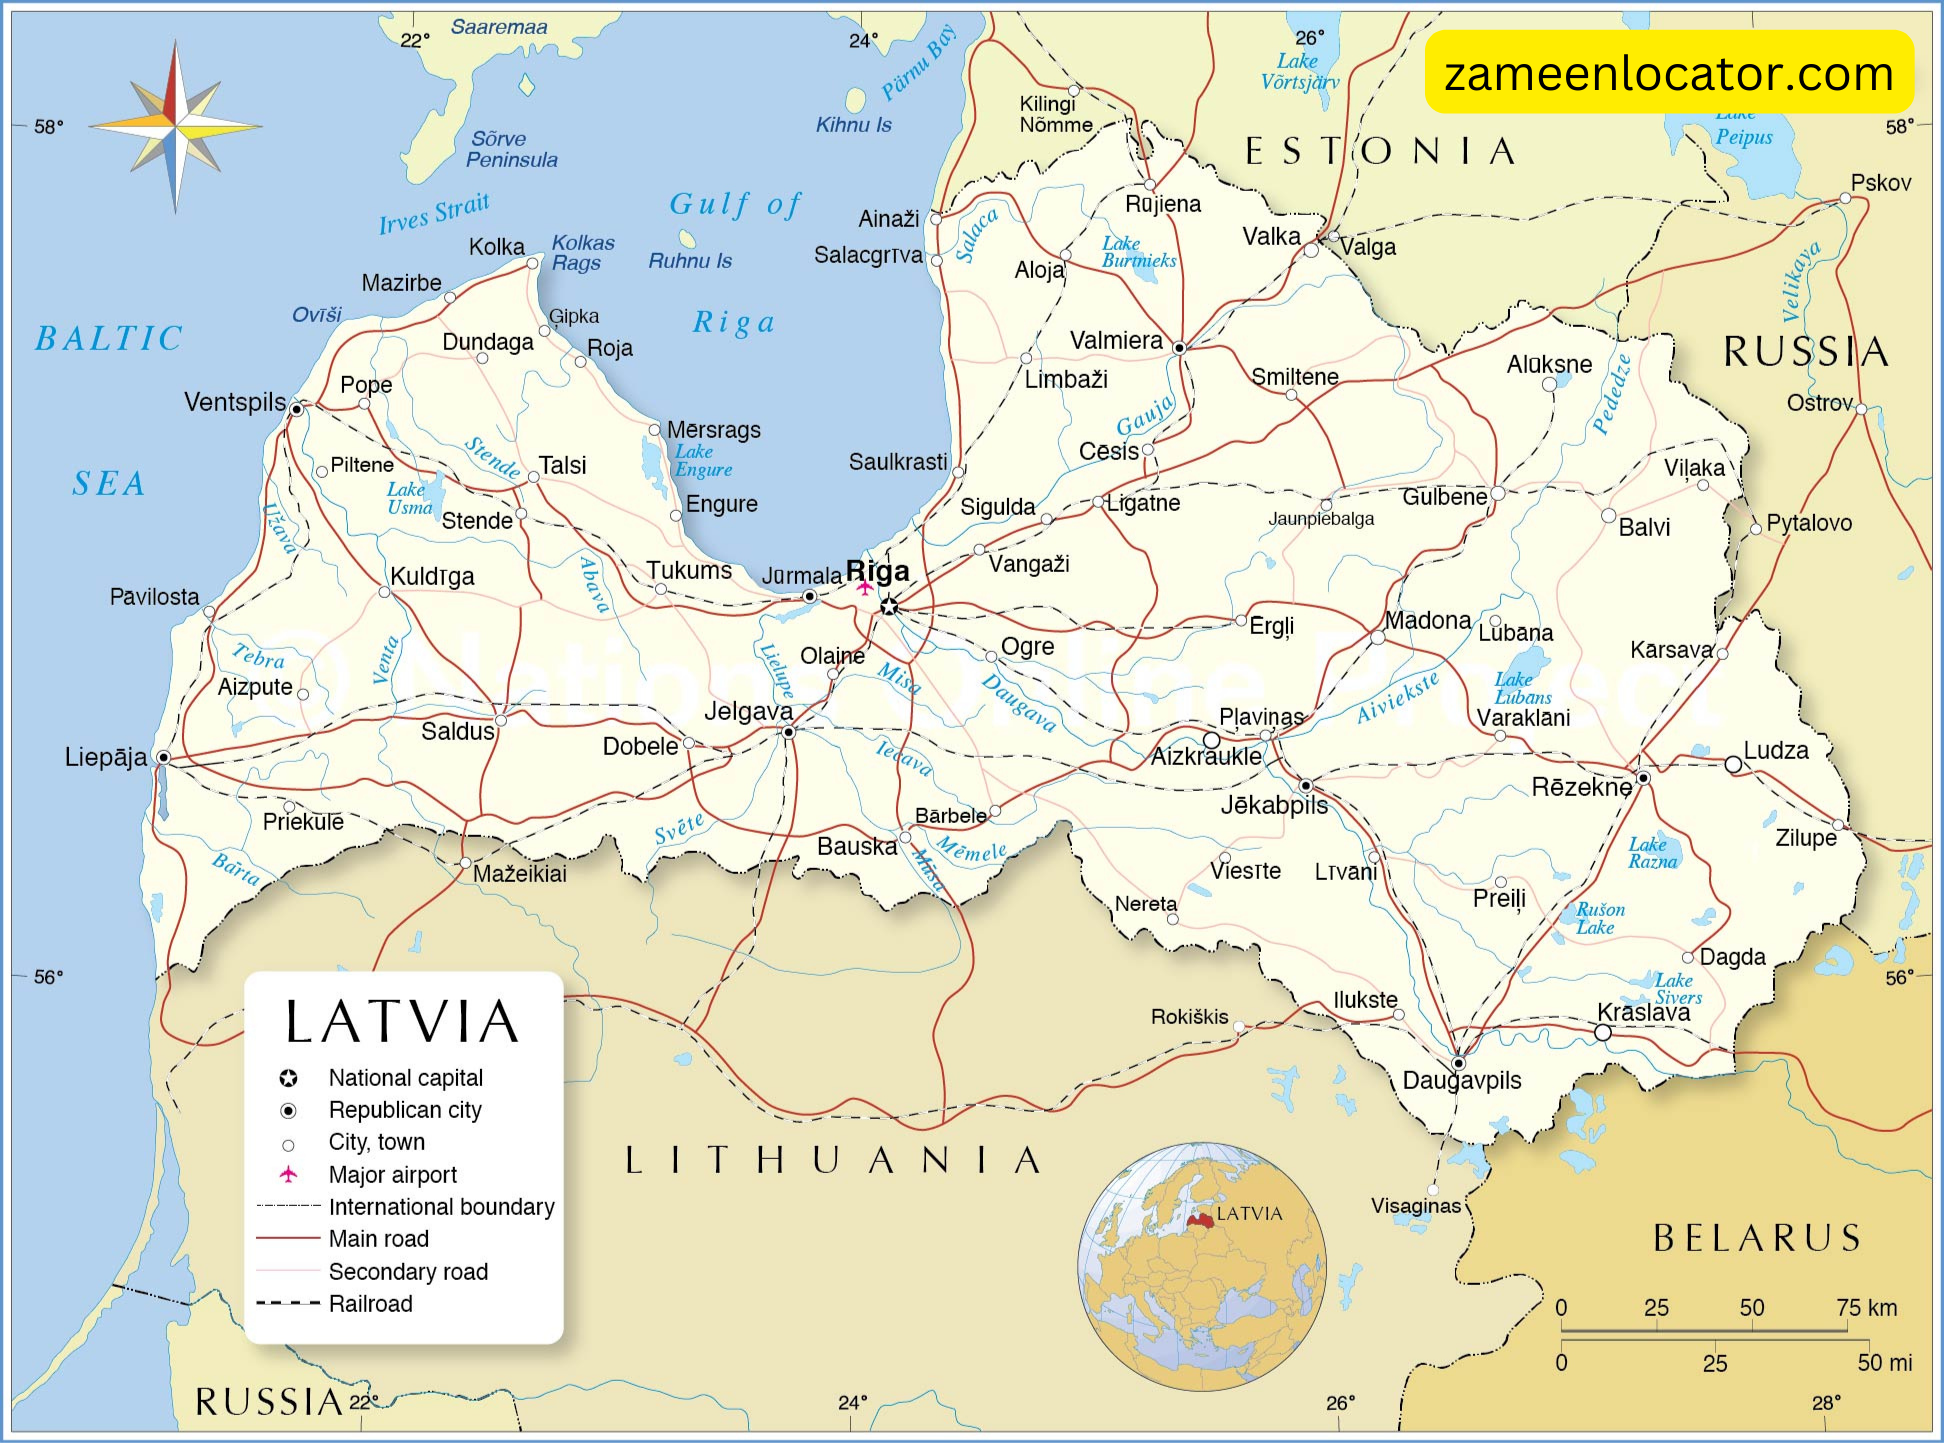 Saaremaa
22°
24°
Pärnu Bay
26°
Lake
Võrtsjärv
zameenlocator.com
Lake
Peipus
58°
58°
Kihnu Is
Kilingi
Nõmme
Sõrve
Peninsula
ESTONIA
Pskov
Irves Strait
Gulf of
Riga
Ainaži
Salaca
Rūjiena
Kolka
Kolkas
Rags
Ruhnu Is
Salacgrīva
Aloja
Lake
Burtnieks
Valka
Valga
Velikaya
Mazirbe
Ovīši
Ģipka
BALTIC
SEA
Dundaga
Roja
Valmiera
RUSSIA
Limbaži
Smiltene
Alūksne
Pededze
Ventspils
Pope
Ostrov
Gauja
Mērsrags
Lake
Engure
Stende
Cēsis
Piltene
Talsi
Saulkrasti
Viļaka
Lake
Usma
Engure
Sigulda
Līgatne
Gulbene
Užava
Stende
Jaunpiebalga
Balvi
Pytalovo
Vangaži
Kuldīga
Abava
Tukums
Jūrmala
Rīga
Pāvilosta
Madona
Ērgļi
Lubāna
Tebra
Venta
Lielupe
Olaine
Ogre
Kārsava
© Nations Online Project
Aizpute
Misa
Daugava
Aiviekste
Lake
Lubāns
Jelgava
Pļaviņas
Varakļāni
Saldus
Dobele
Liepāja
Iecava
Aizkraukle
Ludza
Rēzekne
Jēkabpils
Priekule
Svēte
Bārbele
Bauska
Mēmele
Zilupe
Lake
Razna
Bārta
Mažeikiai
Mūsa
Viesīte
Līvāni
Preiļi
Nereta
Rušon
Lake
Dagda
56°
56°
Lake
Sivers
Ilukste
Rokiškis
Krāslava
Daugavpils
LATVIA
National capital
Republican city
City, town
Major airport
International boundary
Main road
Secondary road
Railroad
LITHUANIA
Visaginas
LATVIA
BELARUS
0 25 50 75 km
0 25 50 mi
RUSSIA
22°
24°
26°
28°